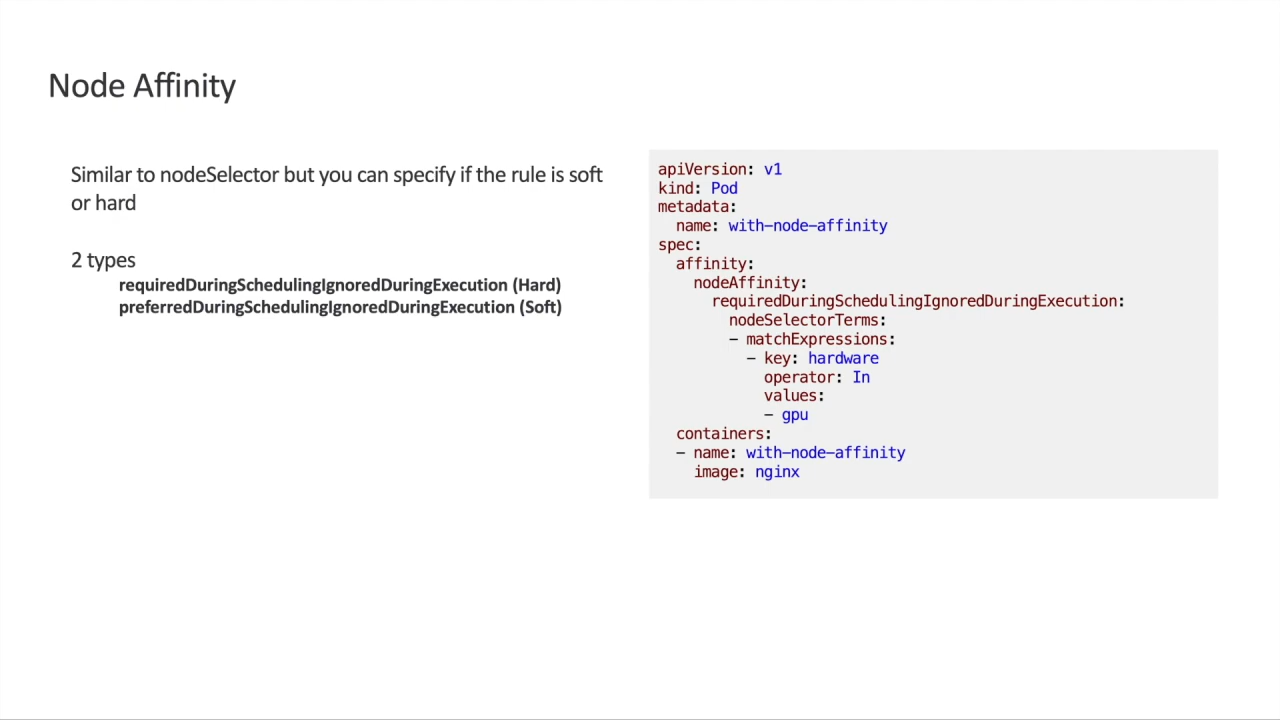 Node Affinity
Similar to nodeSelector but you can specify if the rule is soft
or hard
2 types
requiredDuringSchedulingIgnoredDuringExecution (Hard)
preferredDuringSchedulingIgnoredDuringExecution (Soft)
apiVersion: v1
kind: Pod
metadata:
  name: with-node-affinity
spec:
  affinity:
    nodeAffinity:
      requiredDuringSchedulingIgnoredDuringExecution:
        nodeSelectorTerms:
        - matchExpressions:
          - key: hardware
            operator: In
            values:
            - gpu
  containers:
  - name: with-node-affinity
    image: nginx